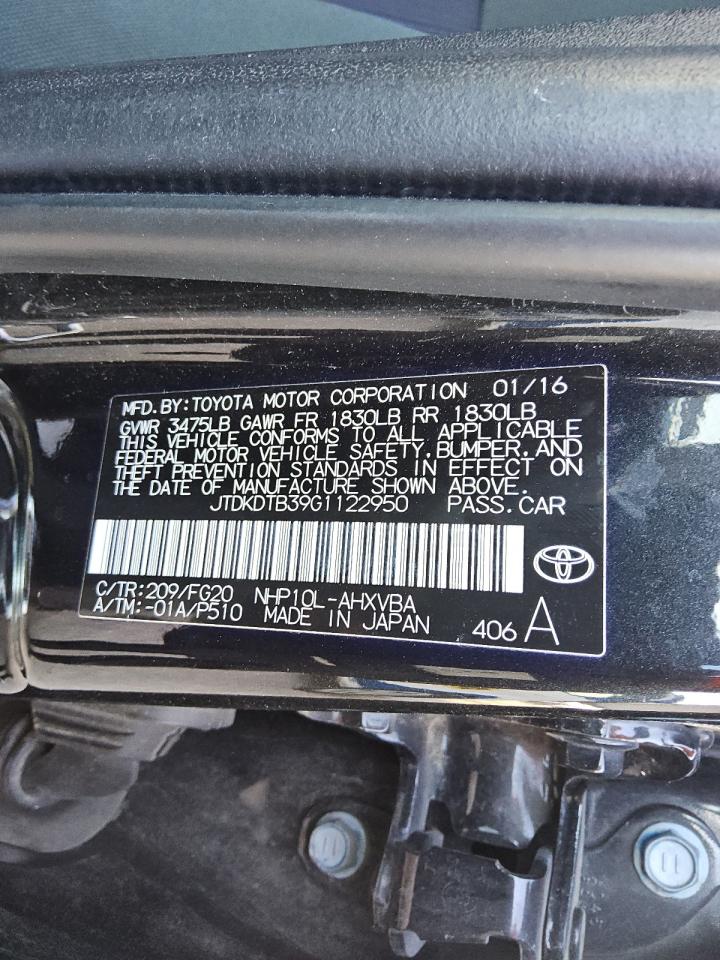 MFD. BY: TOYOTA MOTOR CORPORATION 01/16
GVWR 3475LB GAWR FR 1830LB RR 1830LB
THIS VEHICLE CONFORMS TO ALL APPLICABLE
FEDERAL MOTOR VEHICLE SAFETY, BUMPER, AND
THEFT PREVENTION STANDARDS IN EFFECT ON
THE DATE OF MANUFACTURE SHOWN ABOVE.
JTDKDTB39G1122950 PASS. CAR
C/TR: 209/FG20 NHP10L-AHXVBA
A/TM: -01A/P510 MADE IN JAPAN 406 A